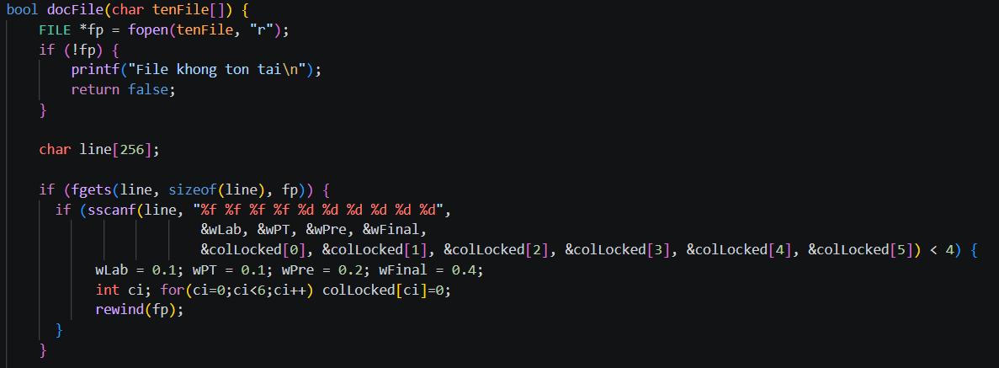 bool docFile(char tenFile[]) {
FILE *fp = fopen(tenFile, "r");
if (!fp) {
printf("File khong ton tai\n");
return false;
}
char line[256];
if (fgets(line, sizeof(line), fp)) {
if (sscanf(line, "%f %f %f %f %d %d %d %d %d %d",
&wLab, &wPT, &wPre, &wFinal,
&colLocked[0], &colLocked[1], &colLocked[2], &colLocked[3], &colLocked[4], &colLocked[5]) < 4) {
wLab = 0.1; wPT = 0.1; wPre = 0.2; wFinal = 0.4;
int ci; for(ci=0;ci<6;ci++) colLocked[ci]=0;
rewind(fp);
}
}